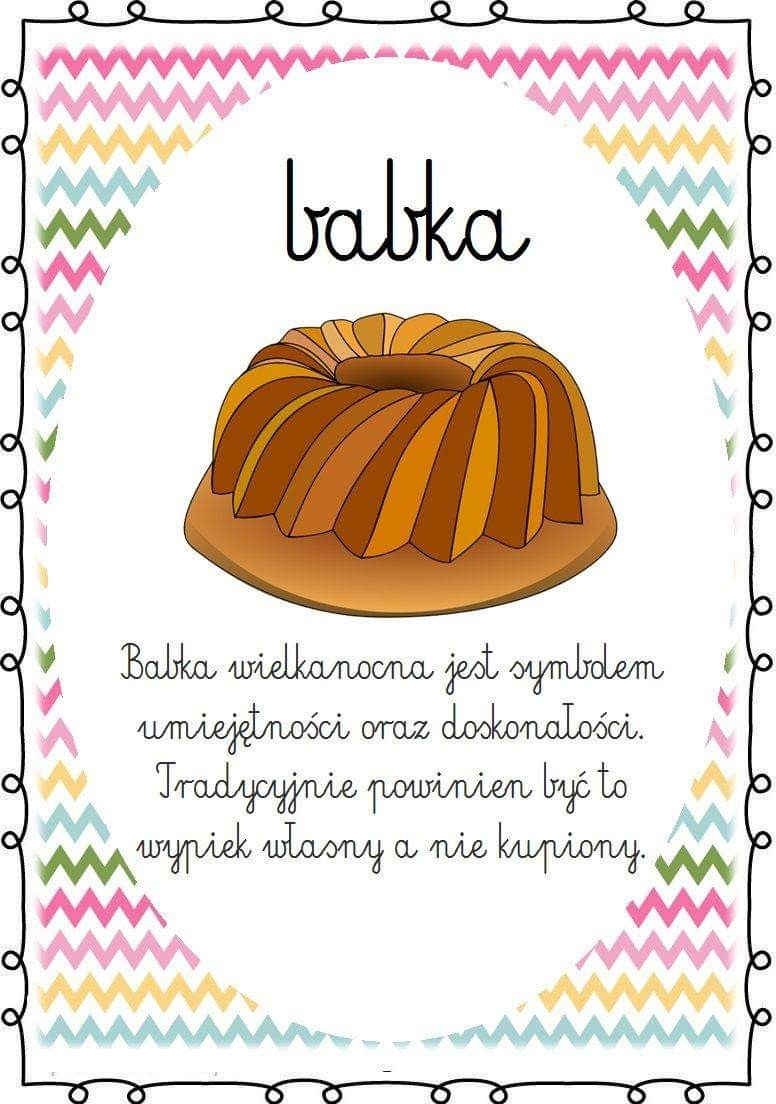 babka
Babka wielkanocna jest symbolem
umiejętności oraz doskonałości.
Tradycyjnie powinien być to
wypiek własny a nie kupiony.